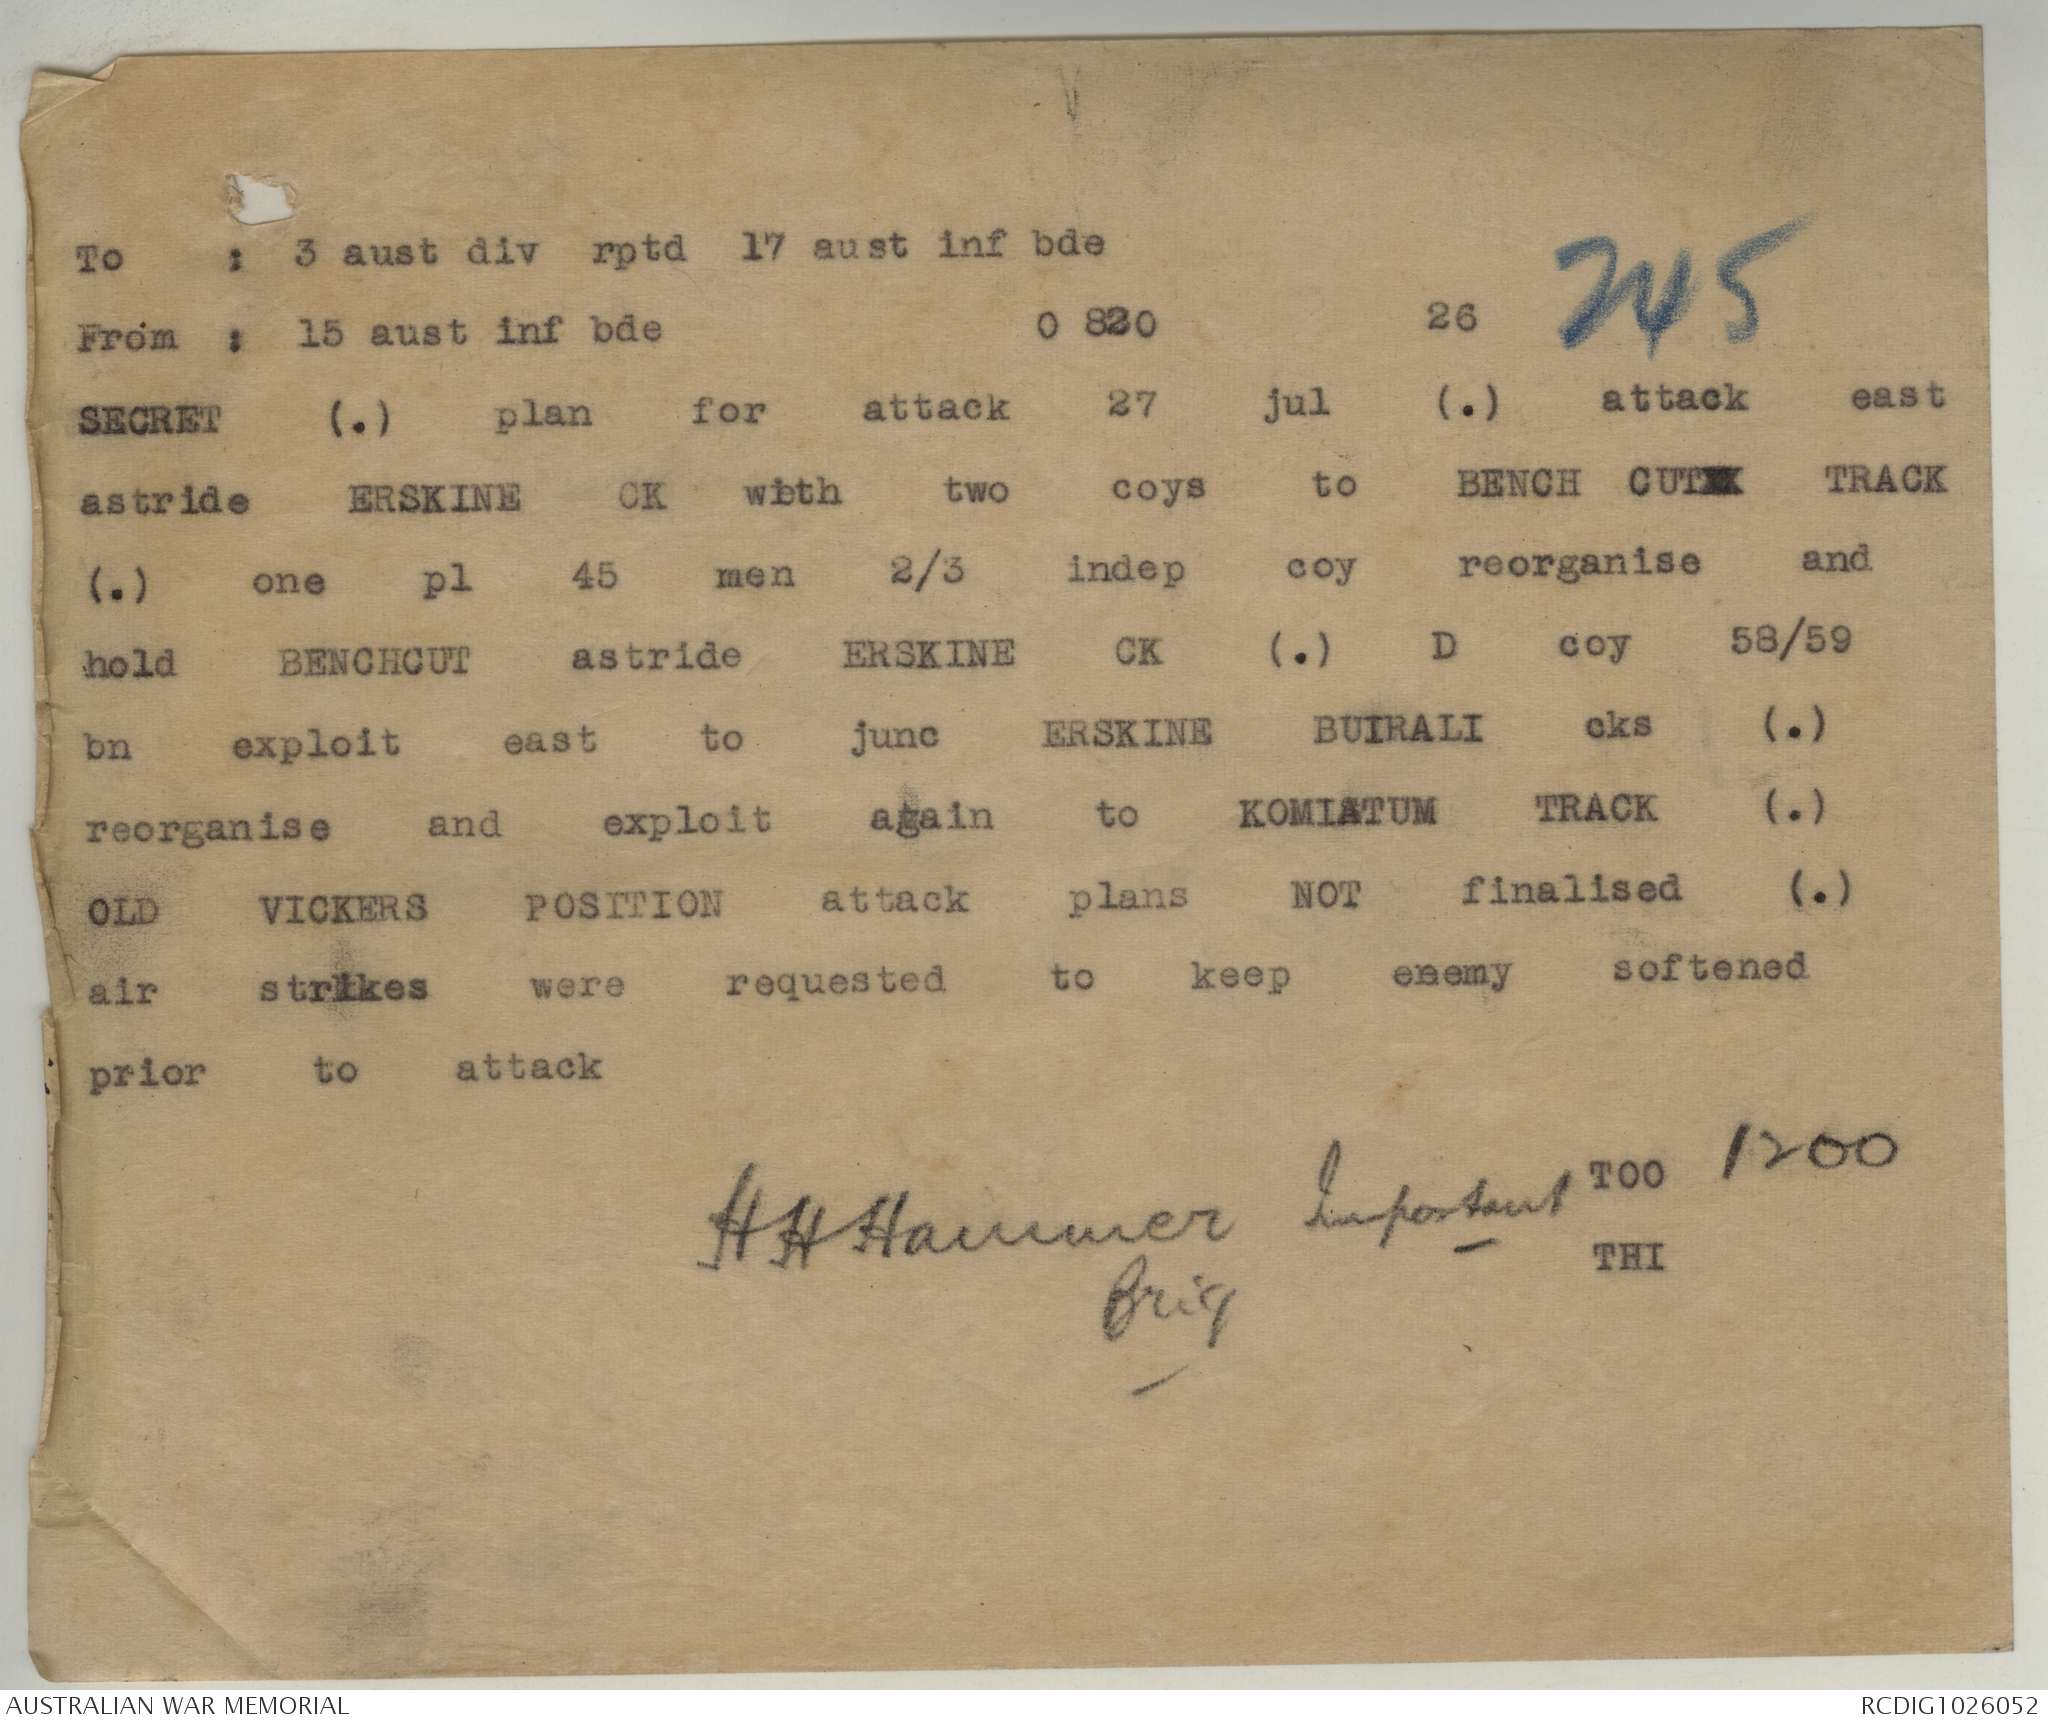 To : 3 aust div rptd 17 aust inf bde
From : 15 aust inf bde 0 820 26 245
SECRET (.) plan for attack 27 jul (.) attack east
astride ERSKINE CK with two coys to BENCH CUT TRACK
(.) one pl 45 men 2/3 indep coy reorganise and
hold BENCHCUT astride ERSKINE CK (.) D coy 58/59
bn exploit east to junc ERSKINE BUIRALI cks (.)
reorganise and exploit again to KOMIATUM TRACK (.)
OLD VICKERS POSITION attack plans NOT finalised (.)
air strikes were requested to keep enemy softened
prior to attack
HH Hammer Important TOO 1200
Brig THI
AUSTRALIAN WAR MEMORIAL RCDIG1026052